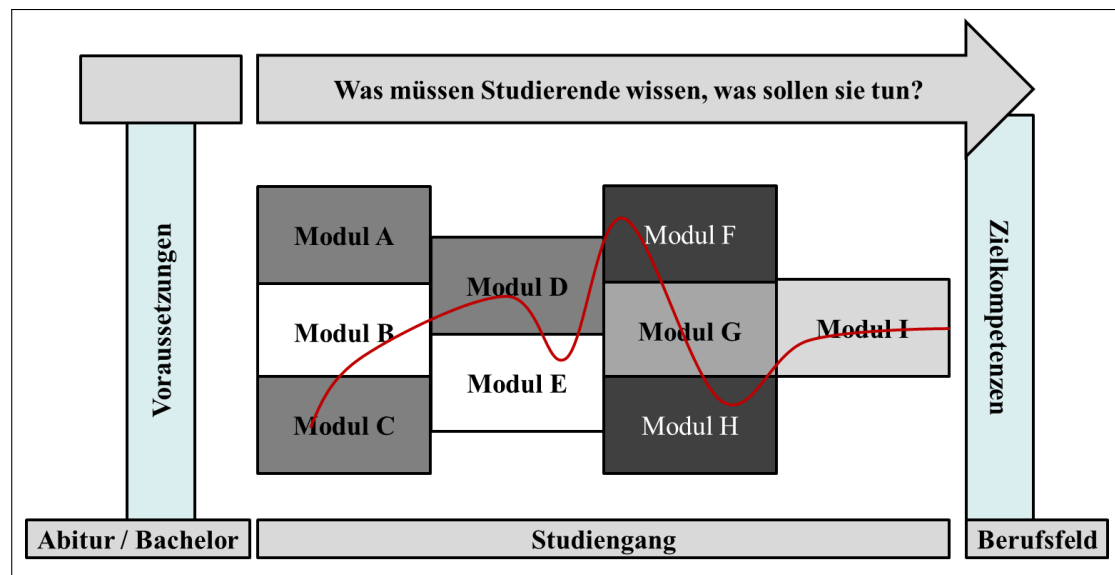 Was müssen Studierende wissen, was sollen sie tun?
Voraussetzungen
Modul A
Modul B
Modul C
Modul D
Modul E
Modul F
Modul G
Modul H
Modul I
Zielkompetenzen
Abitur / Bachelor
Studiengang
Berufsfeld